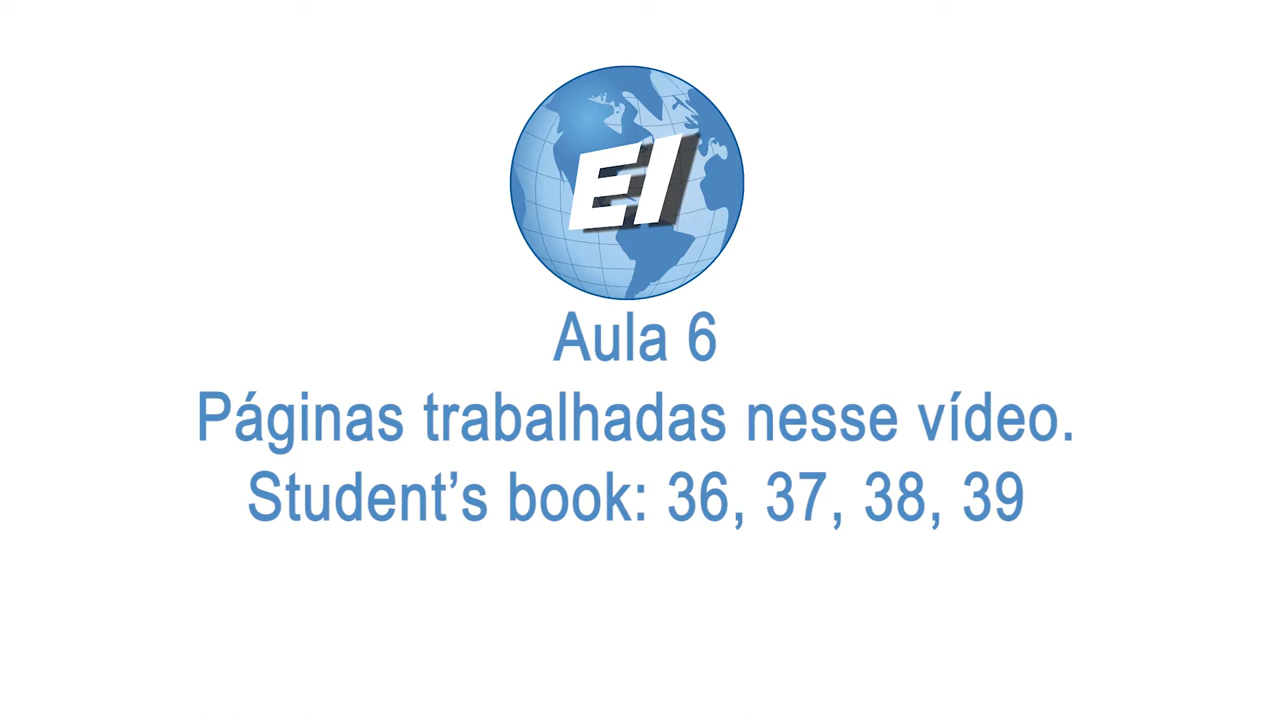 EI
Aula 6
Páginas trabalhadas nesse vídeo.
Student’s book: 36, 37, 38, 39